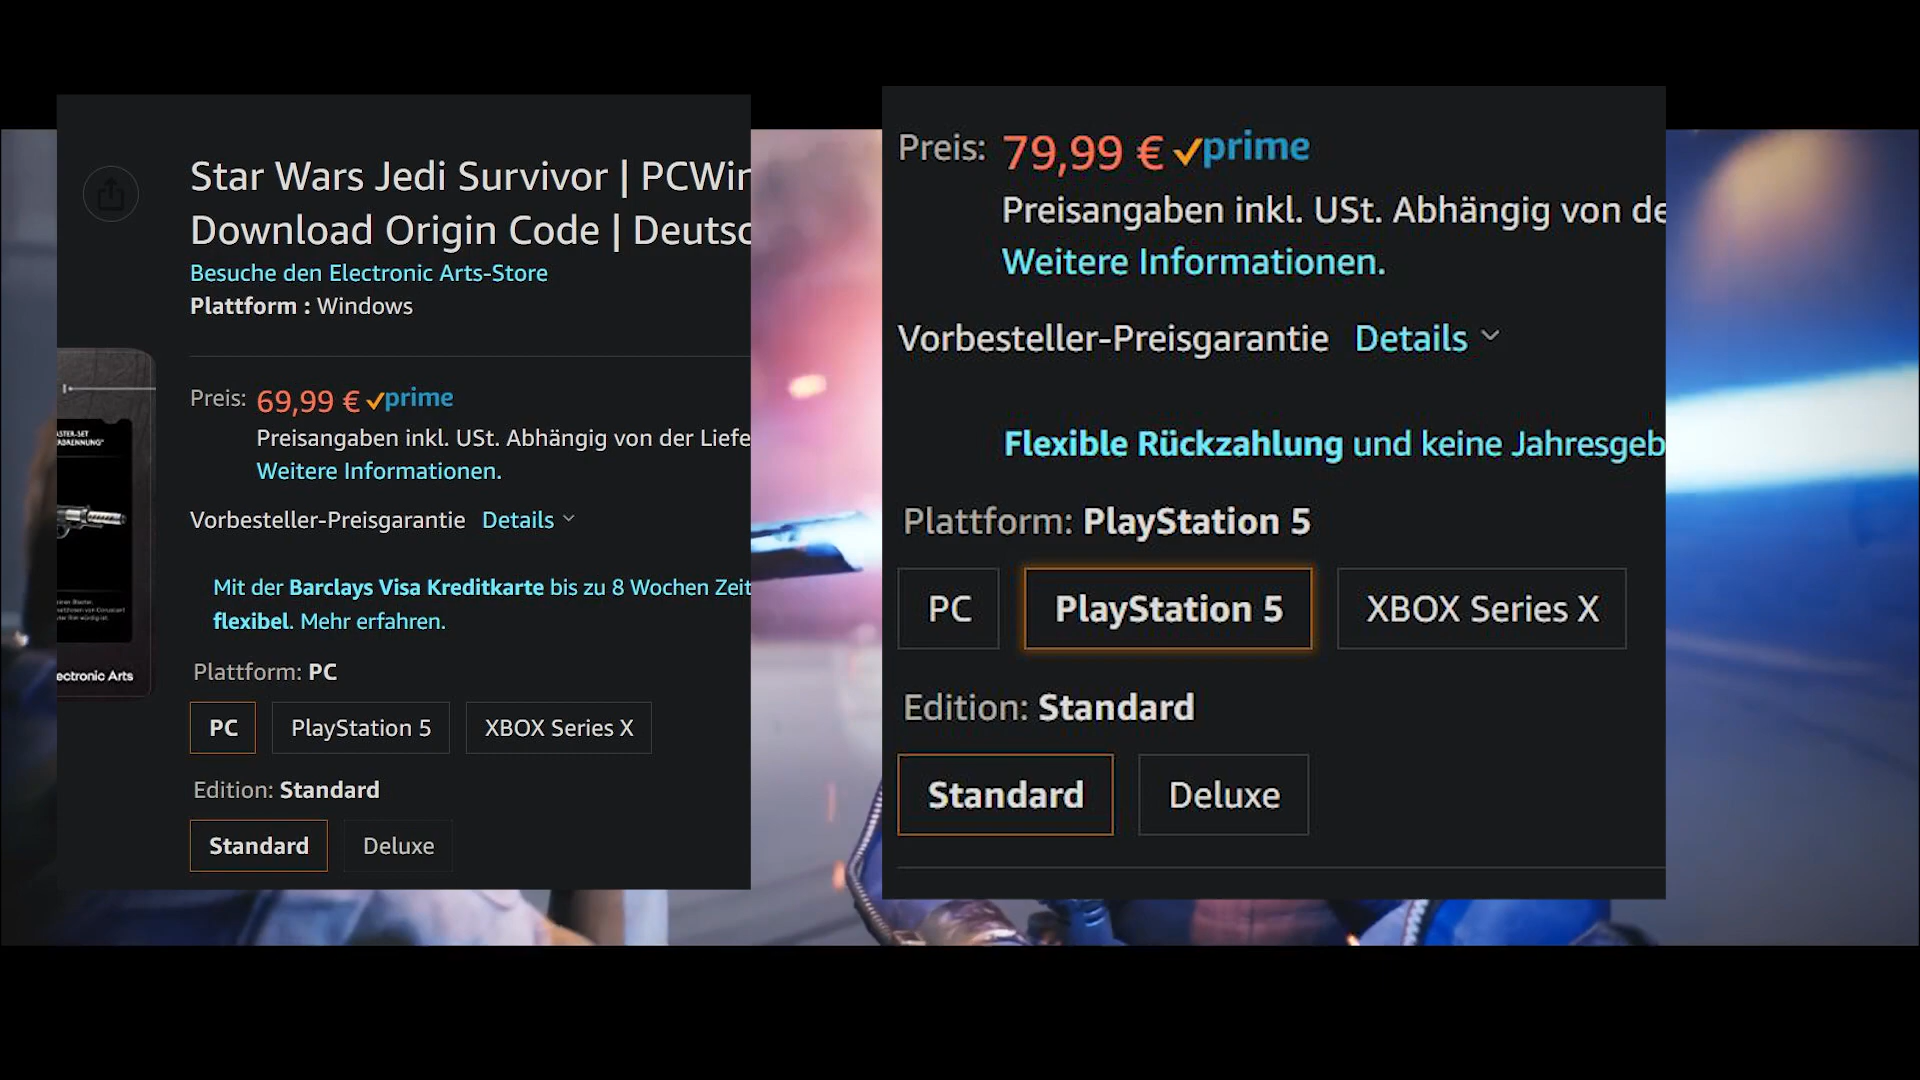 Star Wars Jedi Survivor | PCWin
Download Origin Code | Deutsc
Besuche den Electronic Arts-Store
Plattform : Windows
Preis: 69,99 € prime
Preisangaben inkl. USt. Abhängig von der Liefe
Weitere Informationen.
Vorbesteller-Preisgarantie Details
Mit der Barclays Visa Kreditkarte bis zu 8 Wochen Zeit
flexibel. Mehr erfahren.
Plattform: PC
PC PlayStation 5 XBOX Series X
Edition: Standard
Standard Deluxe
ectronic Arts
Preis: 79,99 € prime
Preisangaben inkl. USt. Abhängig von de
Weitere Informationen.
Vorbesteller-Preisgarantie Details
Flexible Rückzahlung und keine Jahresgeb
Plattform: PlayStation 5
PC PlayStation 5 XBOX Series X
Edition: Standard
Standard Deluxe